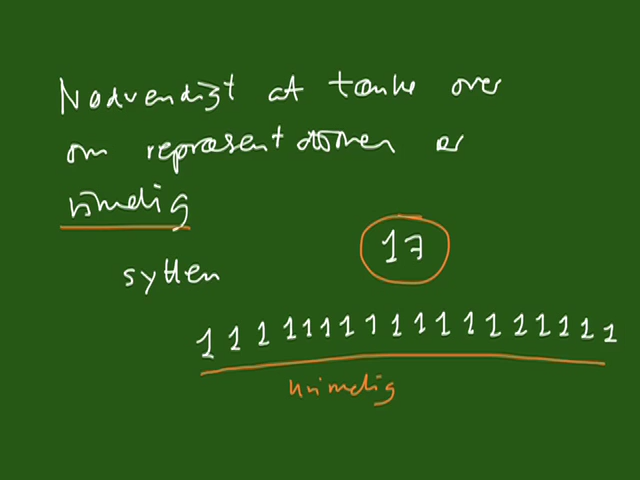 Nødvendigt at tænke over
om repræsentationen er
rimelig
17
sytten
1 1 1 1 1 1 1 1 1 1 1 1 1 1 1 1 1 1
urimelig